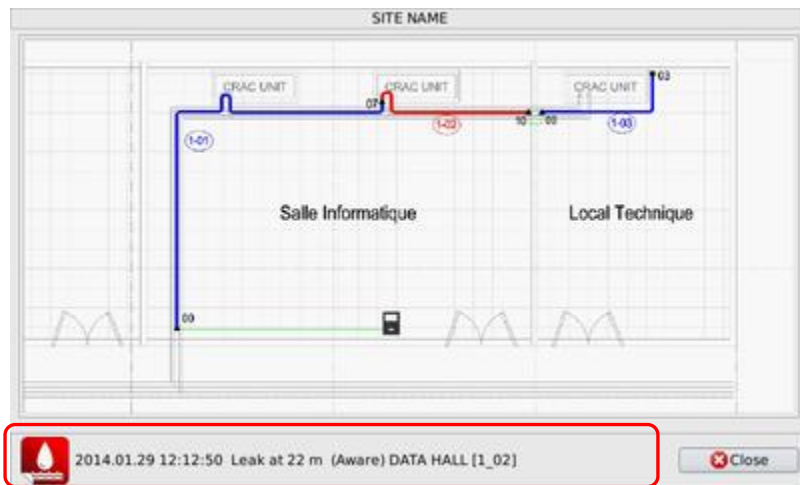 SITE NAME
CRAC UNIT
CRAC UNIT
CRAC UNIT
03
07
1-01
1-02
10
00
1-03
Salle Informatique
Local Technique
00
2014.01.29 12:12:50 Leak at 22 m (Aware) DATA HALL [1_02]
Close